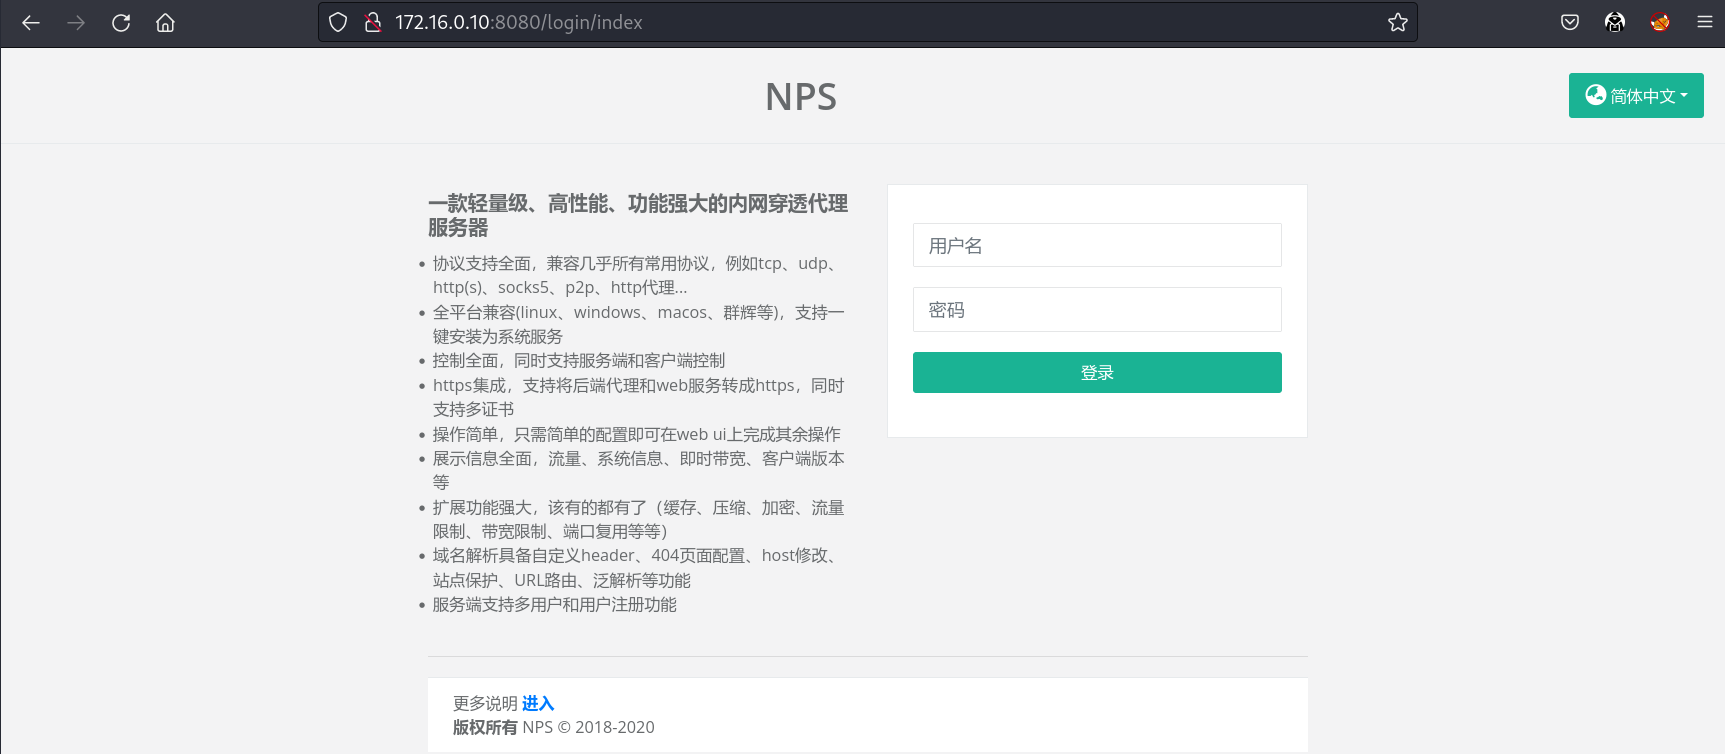 172.16.0.10:8080/login/index
NPS
简体中文
一款轻量级、高性能、功能强大的内网穿透代理
服务器
协议支持全面，兼容几乎所有常用协议，例如tcp、udp、
http(s)、socks5、p2p、http代理...
全平台兼容(linux、windows、macos、群辉等)，支持一
键安装为系统服务
控制全面，同时支持服务端和客户端控制
https集成，支持将后端代理和web服务转成https，同时
支持多证书
操作简单，只需简单的配置即可在web ui上完成其余操作
展示信息全面，流量、系统信息、即时带宽、客户端版本
等
扩展功能强大，该有的都有了（缓存、压缩、加密、流量
限制、带宽限制、端口复用等等）
域名解析具备自定义header、404页面配置、host修改、
站点保护、URL路由、泛解析等功能
服务端支持多用户和用户注册功能
用户名
密码
登录
更多说明 进入
版权所有 NPS © 2018-2020